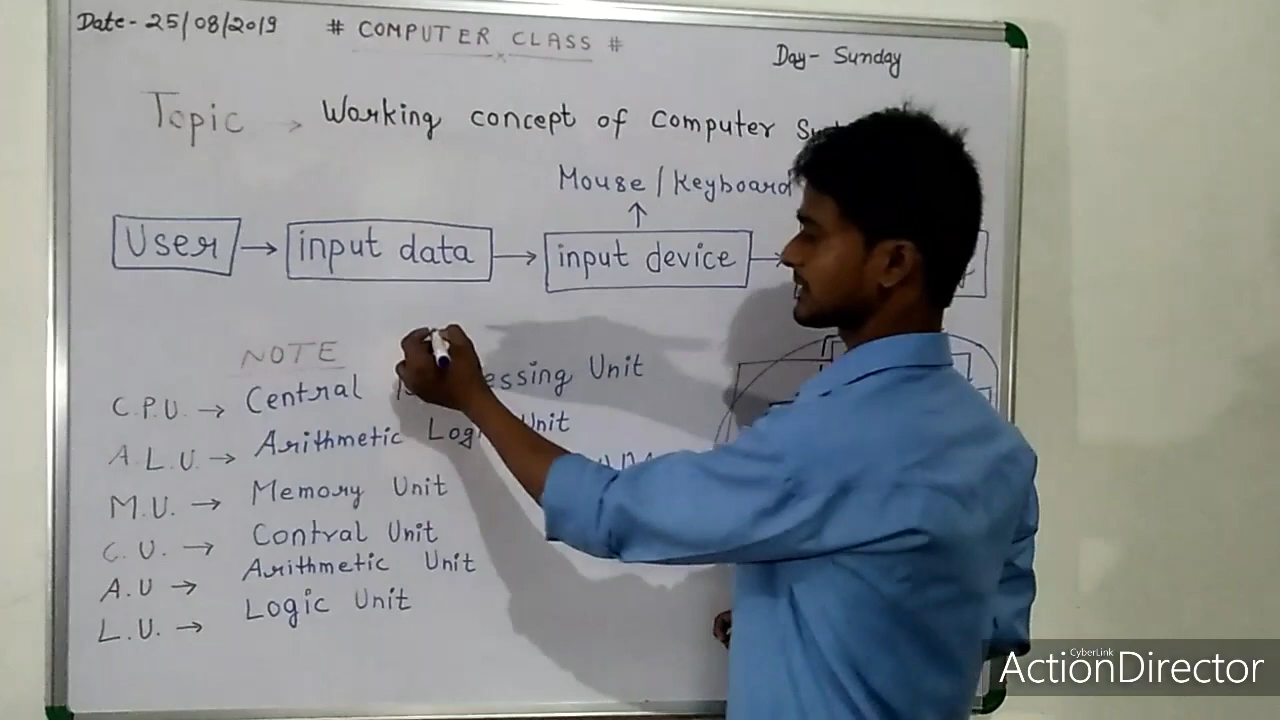 Date- 25/08/2019 # COMPUTER CLASS #
Day- Sunday
Topic → Working concept of Computer
Mouse / Keyboard
↑
User → input data → input device →
NOTE
C.P.U. → Central Unit
A.L.U. → Arithmetic Unit
M.U. → Memory Unit
C.U. → Contral Unit
A.U → Arithmetic Unit
L.U. → Logic Unit
CyberLink
ActionDirector